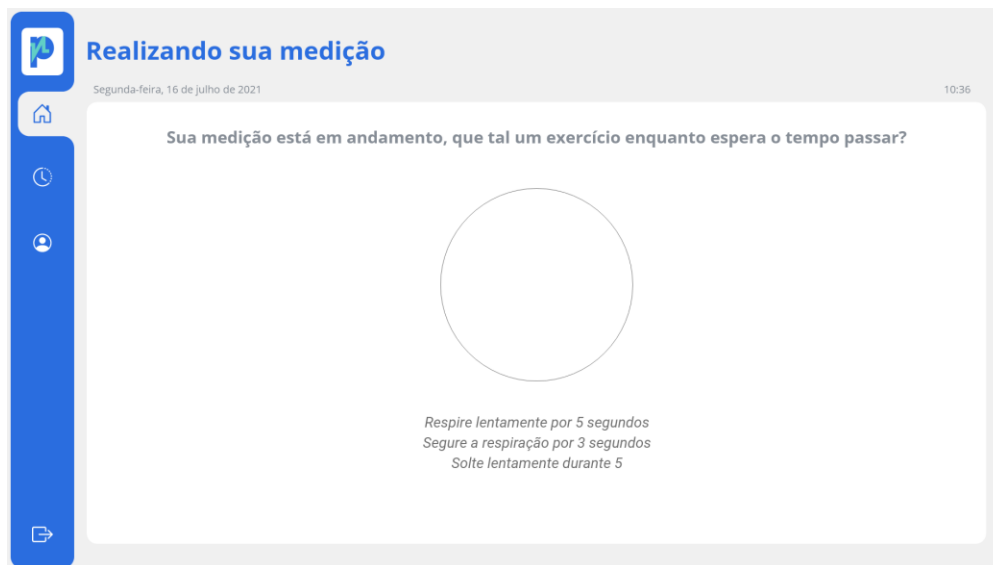 Realizando sua medição
Segunda-feira, 16 de julho de 2021
10:36
Sua medição está em andamento, que tal um exercício enquanto espera o tempo passar?
Respire lentamente por 5 segundos
Segure a respiração por 3 segundos
Solte lentamente durante 5